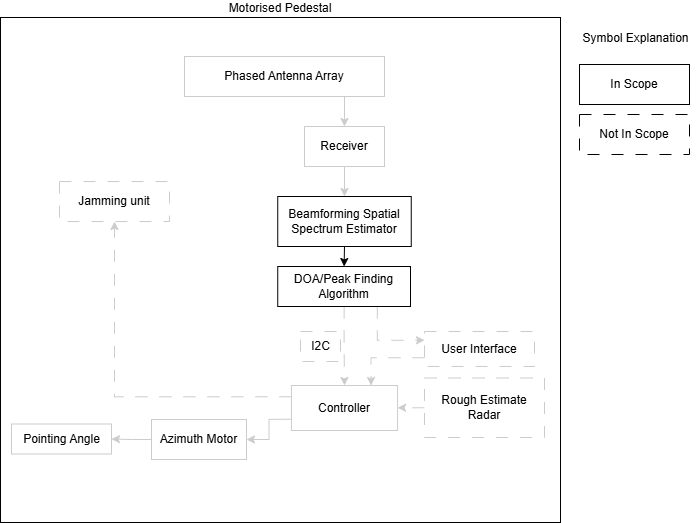 Motorised Pedestal
Symbol Explanation
In Scope
Not In Scope
Phased Antenna Array
Receiver
Jamming unit
Beamforming Spatial
Spectrum Estimator
DOA/Peak Finding
Algorithm
I2C
User Interface
Controller
Rough Estimate
Radar
Pointing Angle
Azimuth Motor